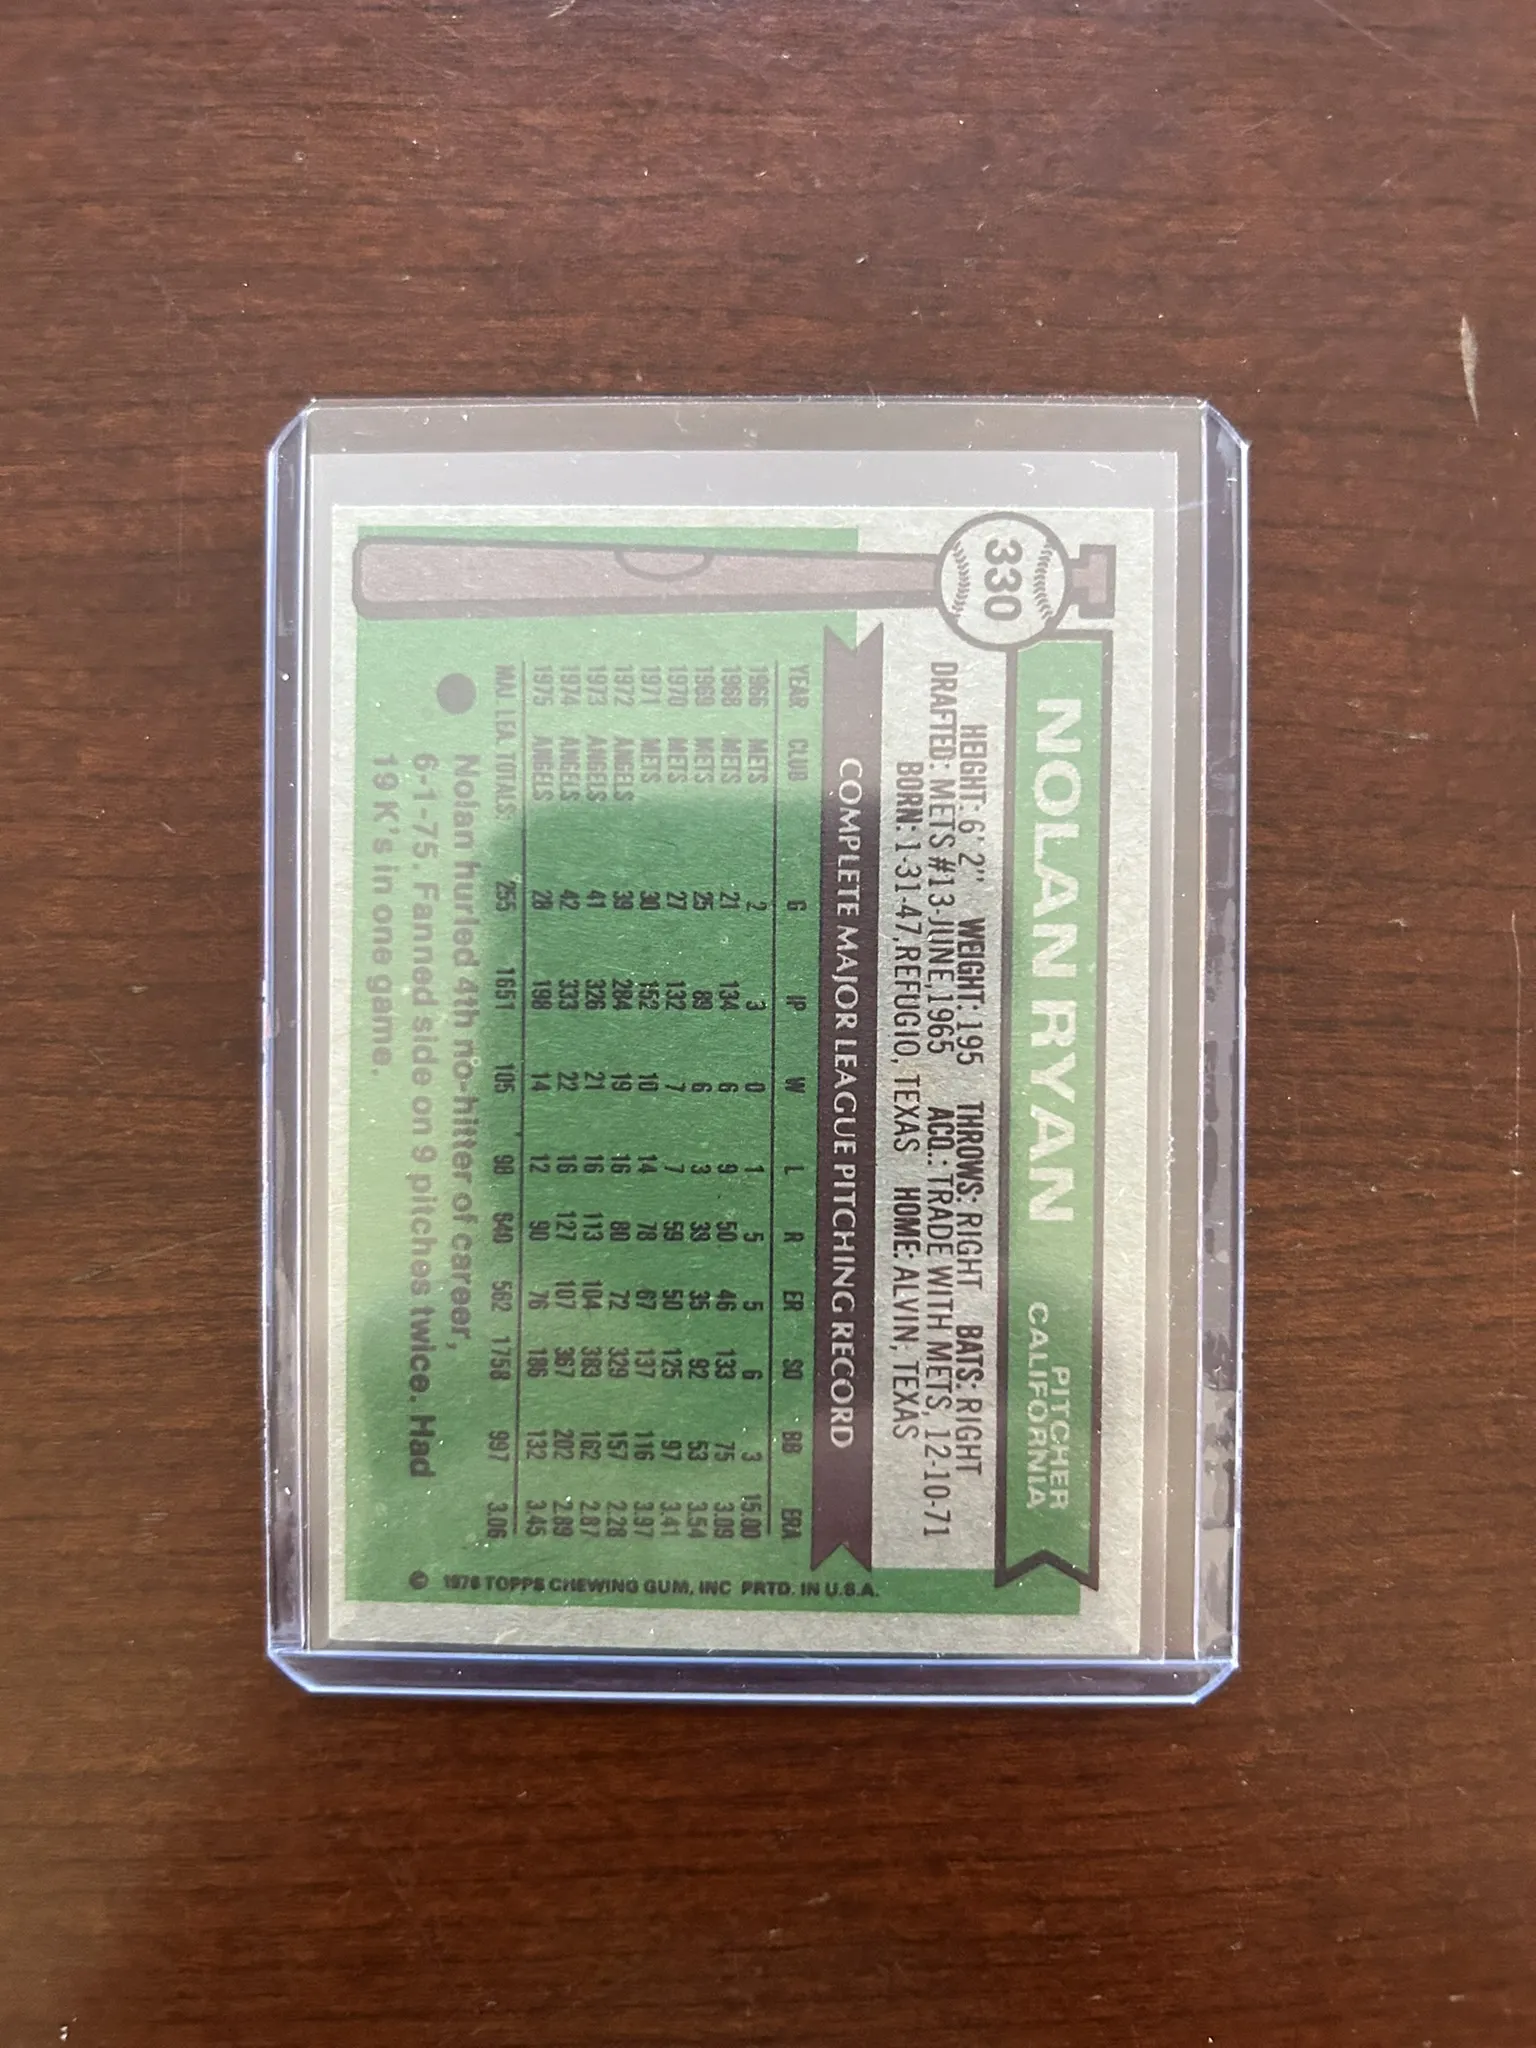 330
NOLAN RYAN
PITCHER
CALIFORNIA
HEIGHT: 6' 2" WEIGHT: 195 THROWS: RIGHT BATS: RIGHT
DRAFTED: METS #13-JUNE, 1965 ACQ.: TRADE WITH METS, 12-10-71
BORN: 1-31-47, REFUGIO, TEXAS HOME: ALVIN, TEXAS
COMPLETE MAJOR LEAGUE PITCHING RECORD
YEAR CLUB G IP W L R ER SO BB ERA
1966 METS 2 3 0 1 5 5 6 3 15.00
1968 METS 21 134 6 9 50 46 133 75 3.09
1969 METS 25 89 6 3 39 35 92 53 3.54
1970 METS 27 132 7 7 59 50 125 97 3.41
1971 METS 30 152 10 14 78 67 137 116 3.97
1972 ANGELS 39 284 19 16 80 72 329 157 2.28
1973 ANGELS 41 326 21 16 113 104 383 162 2.87
1974 ANGELS 42 333 22 16 127 107 367 202 2.89
1975 ANGELS 28 198 14 12 90 76 186 132 3.45
MAJ. LEA. TOTALS 255 1651 105 98 640 562 1758 997 3.06
Nolan hurled 4th no-hitter of career,
6-1-75. Fanned side on 9 pitches twice. Had
19 K's in one game.
1976 TOPPS CHEWING GUM, INC PRTD. IN U.S.A.